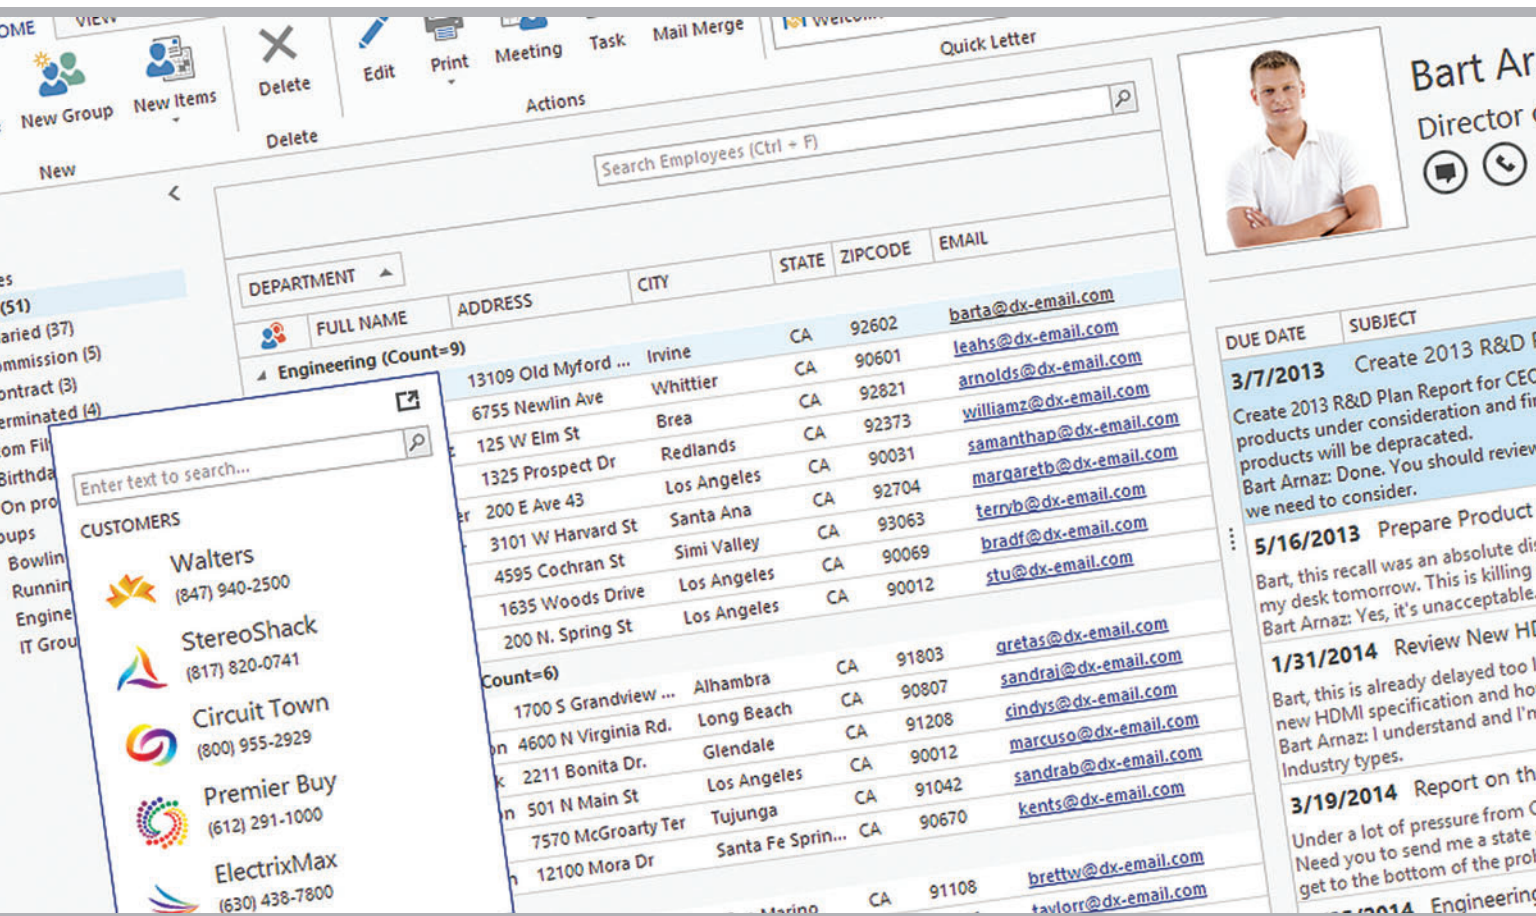 OME
VIEW
New Group
New Items
New
Delete
Delete
Edit
Print
Meeting
Task
Mail Merge
Actions
Quick Letter
Search Employees (Ctrl + F)
Bart Ar
Director
(51)
(37)
(5)
(3)
(4)
On pro
IT Grou
DEPARTMENT
FULL NAME
ADDRESS
CITY
STATE
ZIPCODE
EMAIL
Engineering (Count=9)
13109 Old Myford ... Irvine CA 92602 barta@dx-email.com
6755 Newlin Ave Whittier CA 90601 leahs@dx-email.com
125 W Elm St Brea CA 92821 arnolds@dx-email.com
1325 Prospect Dr Redlands CA 92373 williamz@dx-email.com
200 E Ave 43 Los Angeles CA 90031 samanthap@dx-email.com
3101 W Harvard St Santa Ana CA 92704 margaretb@dx-email.com
4595 Cochran St Simi Valley CA 93063 terryb@dx-email.com
1635 Woods Drive Los Angeles CA 90069 bradf@dx-email.com
200 N. Spring St Los Angeles CA 90012 stu@dx-email.com
Count=6)
1700 S Grandview ... Alhambra CA 91803 gretas@dx-email.com
4600 N Virginia Rd. Long Beach CA 90807 sandraj@dx-email.com
2211 Bonita Dr. Glendale CA 91208 cindys@dx-email.com
501 N Main St Los Angeles CA 90012 marcuso@dx-email.com
7570 McGroarty Ter Tujunga CA 91042 sandrab@dx-email.com
12100 Mora Dr Santa Fe Sprin... CA 90670 kents@dx-email.com
Marino CA 91108 brettw@dx-email.com
taylorr@dx-email.com
Enter text to search...
CUSTOMERS
Walters
(847) 940-2500
StereoShack
(817) 820-0741
Circuit Town
(800) 955-2929
Premier Buy
(612) 291-1000
ElectrixMax
(630) 438-7800
DUE DATE
SUBJECT
3/7/2013 Create 2013 R&D
Create 2013 R&D Plan Report for CEO
products under consideration and fi
products will be depracated.
Bart Arnaz: Done. You should review
we need to consider.
5/16/2013 Prepare Product
Bart, this recall was an absolute dis
my desk tomorrow. This is killing
Bart Arnaz: Yes, it's unacceptable.
1/31/2014 Review New HD
Bart, this is already delayed too l
new HDMI specification and ho
Bart Arnaz: I understand and I'm
Industry types.
3/19/2014 Report on th
Under a lot of pressure from C
Need you to send me a state
get to the bottom of the prob
2014 Engineering